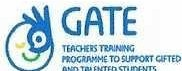 GATE
TEACHERS TRAINING
PROGRAMME TO SUPPORT GIFTED
AND TALENTED STUDENTS